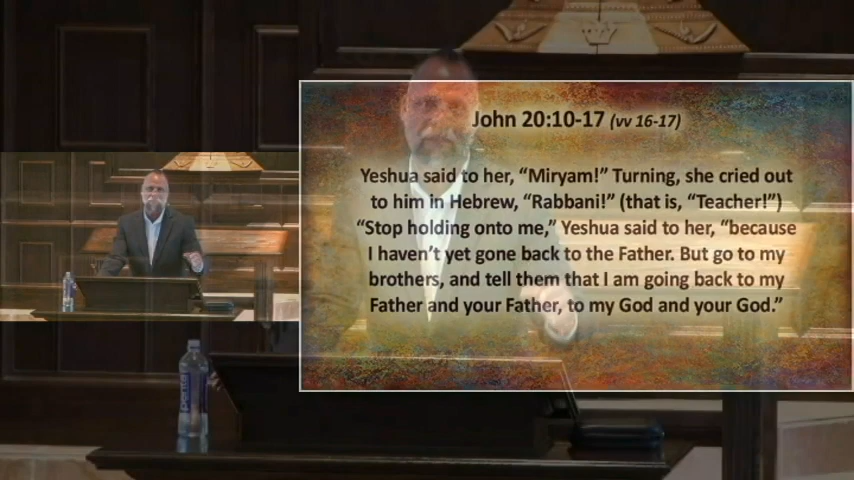 John 20:10-17 (vv 16-17)
Yeshua said to her, “Miryam!” Turning, she cried out
to him in Hebrew, “Rabbani!” (that is, “Teacher!”)
“Stop holding onto me,” Yeshua said to her, “because
I haven’t yet gone back to the Father. But go to my
brothers, and tell them that I am going back to my
Father and your Father, to my God and your God.”